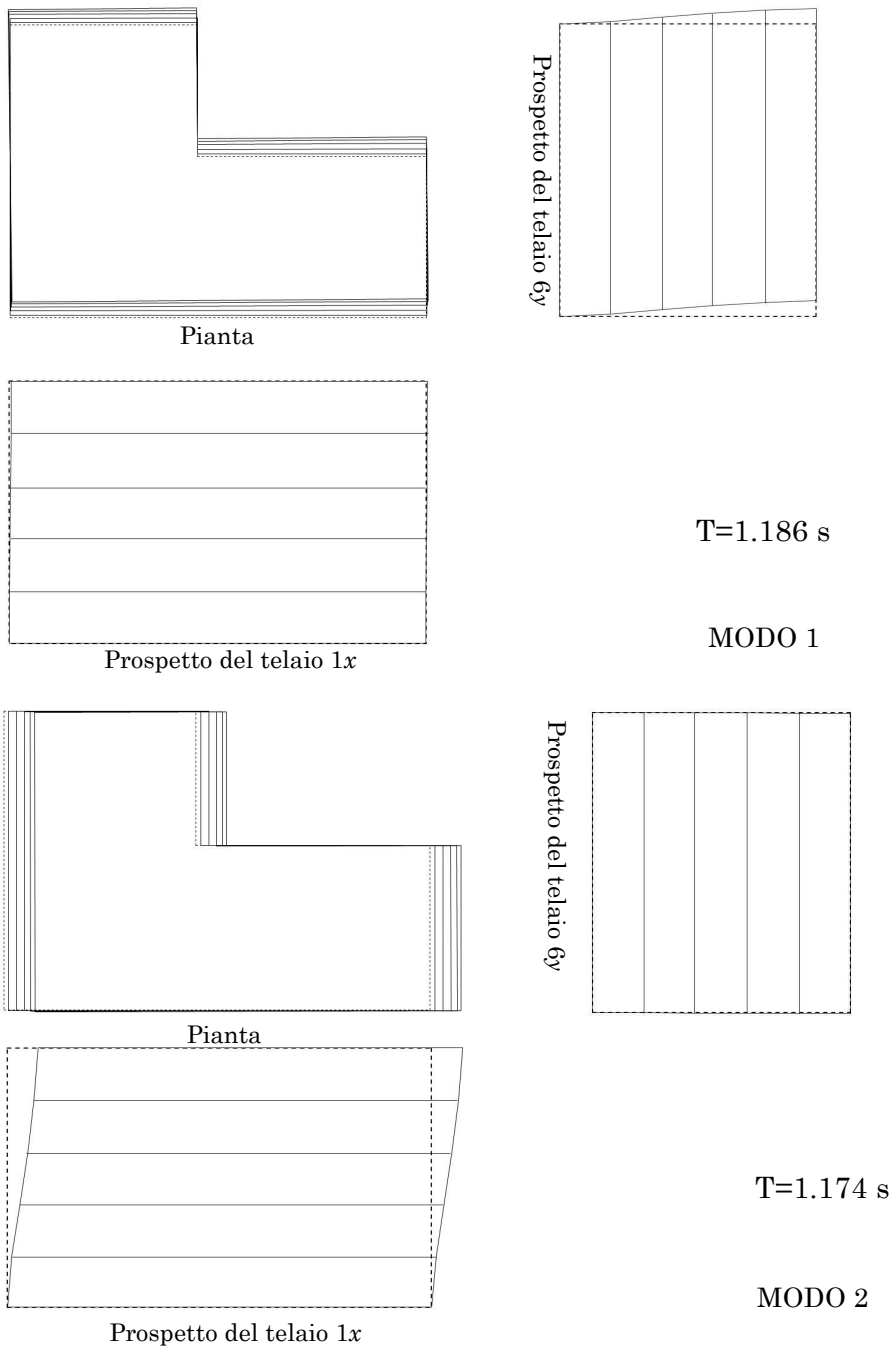 Pianta
Prospetto del telaio 6y
Prospetto del telaio 1x
T=1.186 s
MODO 1
Pianta
Prospetto del telaio 6y
Prospetto del telaio 1x
T=1.174 s
MODO 2